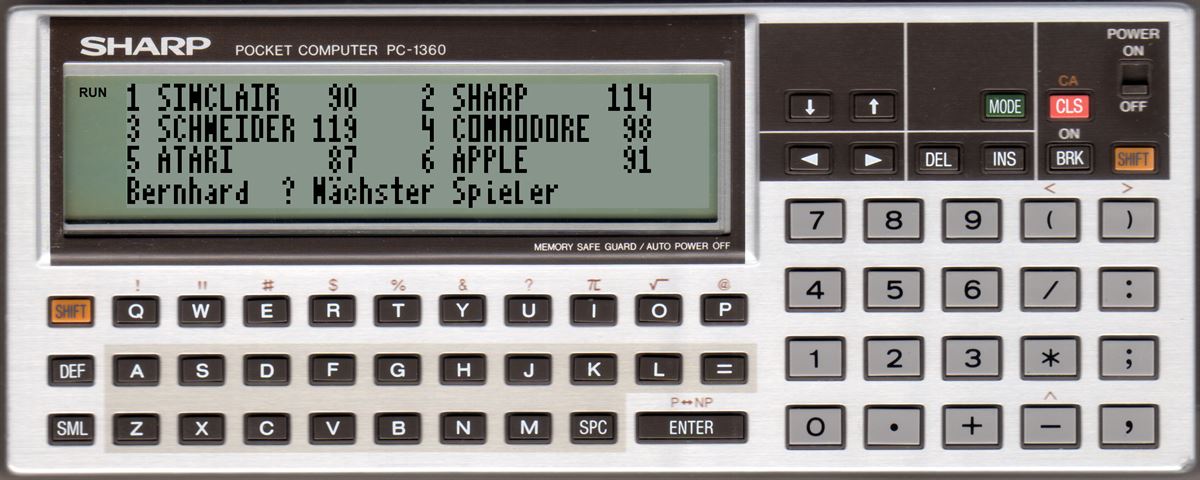 SHARP POCKET COMPUTER PC-1360
RUN 1 SINCLAIR 90 2 SHARP 114
3 SCHNEIDER 119 4 COMMODORE 98
5 ATARI 87 6 APPLE 91
Bernhard ? Nächster Spieler
MEMORY SAFE GUARD / AUTO POWER OFF
POWER
ON
OFF
CA
↓ ↑ MODE CLS
ON
◀ ▶ DEL INS BRK SHIFT
< >
7 8 9 ( )
4 5 6 / :
1 2 3 * ;
^
0 . + − ,
! " # $ % & ? π √ @
SHIFT Q W E R T Y U I O P
DEF A S D F G H J K L =
P↔NP
SML Z X C V B N M SPC ENTER